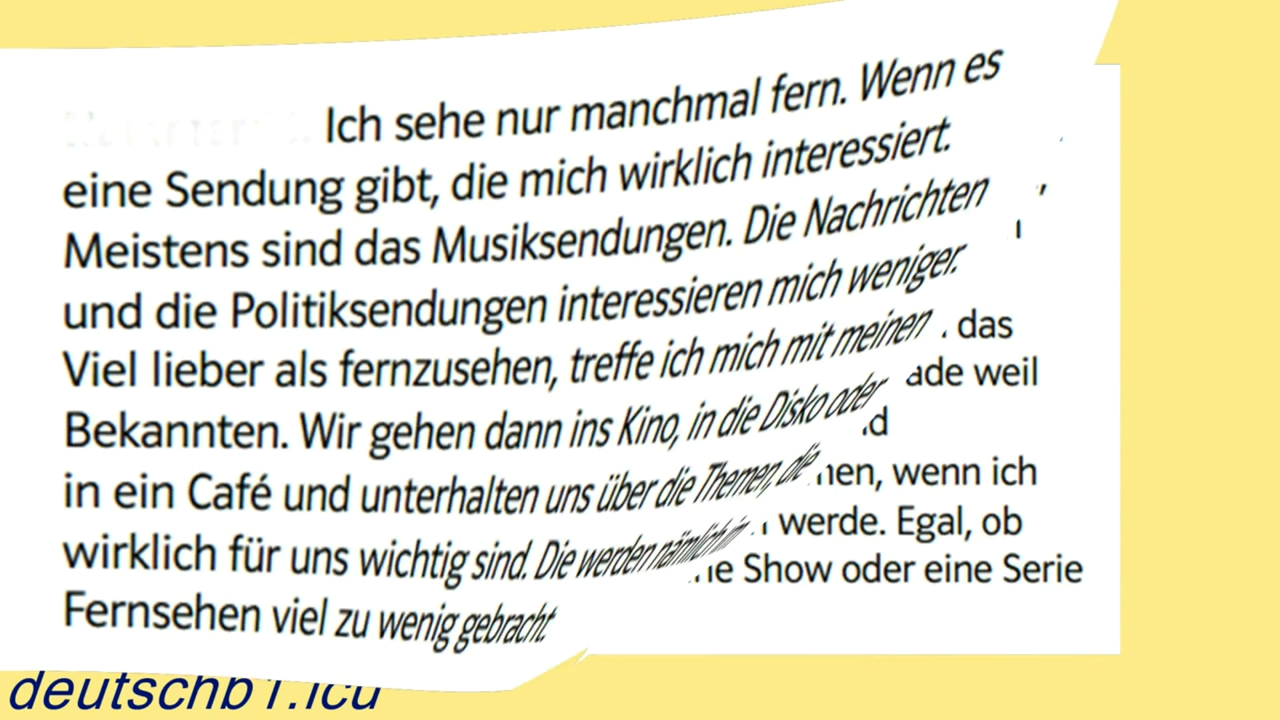 Ich sehe nur manchmal fern. Wenn es
eine Sendung gibt, die mich wirklich interessiert.
Meistens sind das Musiksendungen. Die Nachrichten
und die Politiksendungen interessieren mich weniger.
Viel lieber als fernzusehen, treffe ich mich mit meinen
Bekannten. Wir gehen dann ins Kino, in die Disko oder
in ein Café und unterhalten uns über die Themen, die
wirklich für uns wichtig sind. Die werden nämlich im
Fernsehen viel zu wenig gebracht.
das
weil
wenn ich
werde. Egal, ob
Show oder eine Serie
deutschb1.icu